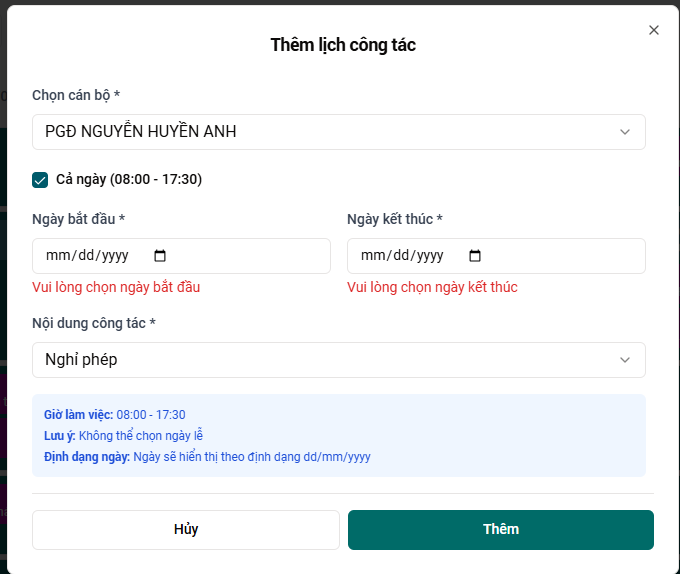 Thêm lịch công tác
Chọn cán bộ *
PGĐ NGUYỄN HUYỀN ANH
Cả ngày (08:00 - 17:30)
Ngày bắt đầu * Ngày kết thúc *
mm/dd/yyyy mm/dd/yyyy
Vui lòng chọn ngày bắt đầu Vui lòng chọn ngày kết thúc
Nội dung công tác *
Nghỉ phép
Giờ làm việc: 08:00 - 17:30
Lưu ý: Không thể chọn ngày lễ
Định dạng ngày: Ngày sẽ hiển thị theo định dạng dd/mm/yyyy
Hủy Thêm